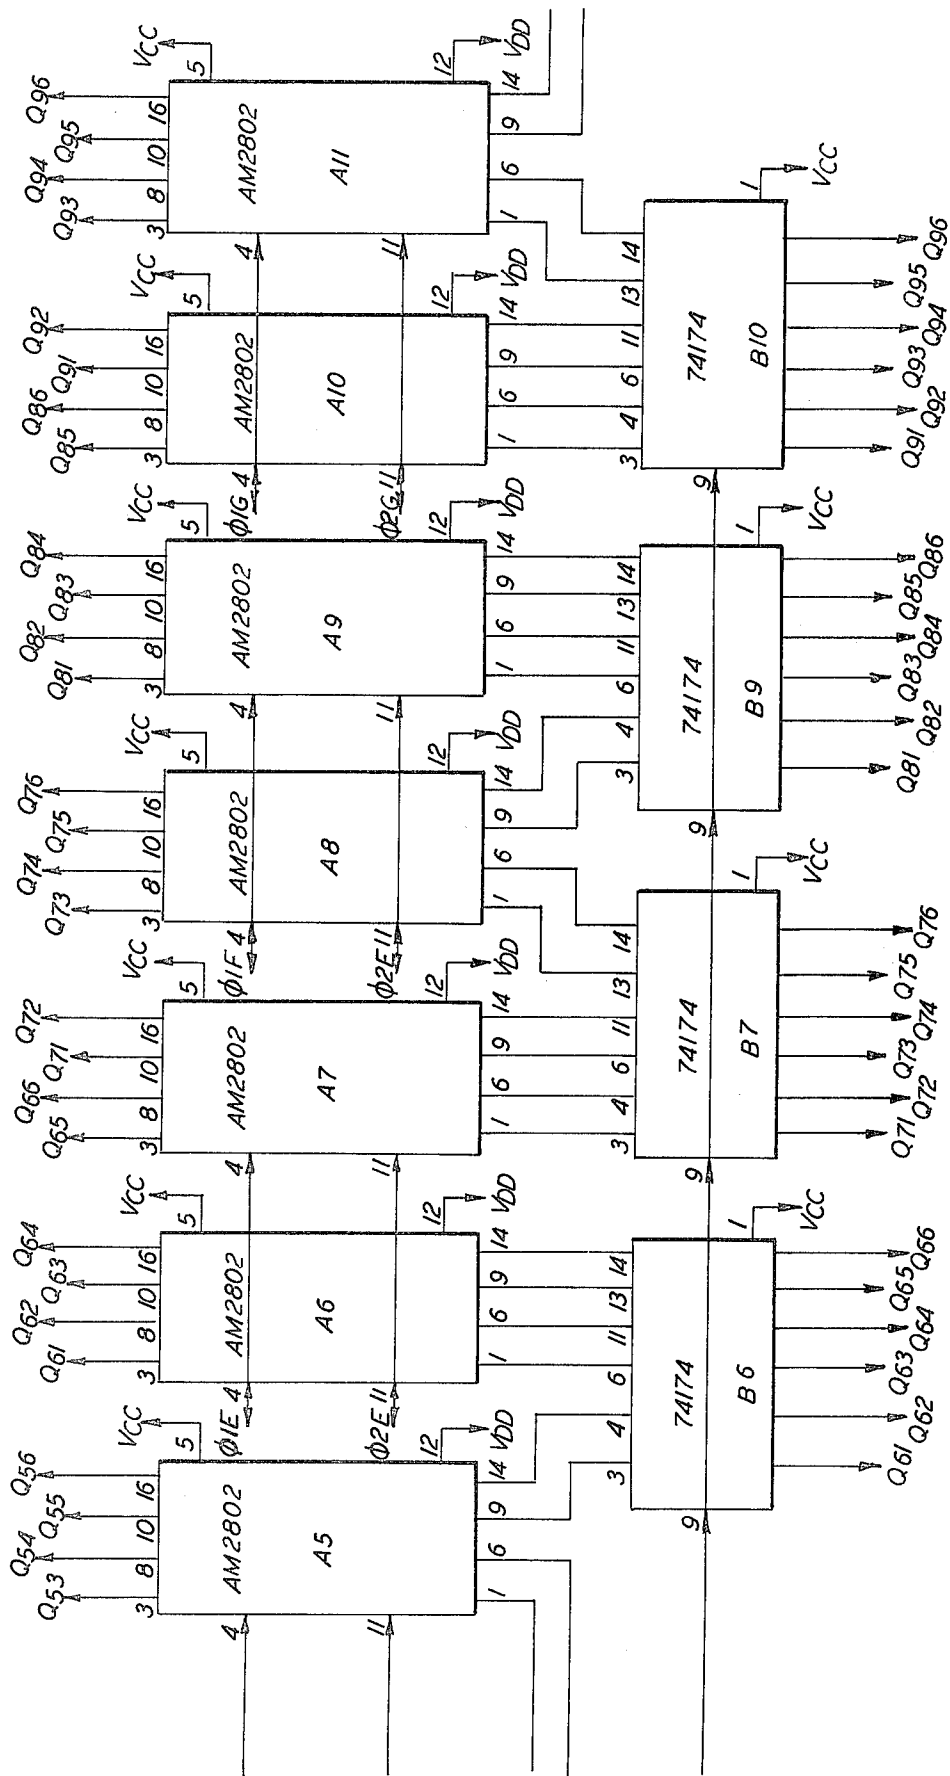 Q53 Q54 Q55 Q56 Q61 Q62 Q63 Q64 Q65 Q66 Q71 Q72 Q73 Q74 Q75 Q76 Q81 Q82 Q83 Q84 Q85 Q86 Q91 Q92 Q93 Q94 Q95 Q96
VCC VCC VCC VCC VCC VCC VCC
3 8 10 16 3 8 10 16 3 8 10 16 3 8 10 16 3 8 10 16 3 8 10 16 3 8 10 16
5 5 5 5 5 5 5
4 φ1E 4 4 φ1F 4 4 φ1G 4 4
AM2802 AM2802 AM2802 AM2802 AM2802 AM2802 AM2802
A5 A6 A7 A8 A9 A10 A11
11 φ2E 11 11 φ2E 11 11 φ2G 11 11
12 12 12 12 12 12 12
VDD VDD VDD VDD VDD VDD VDD
1 6 9 14 1 6 9 14 1 6 9 14 1 6 9 14 1 6 9 14 1 6 9 14 1 6 9 14
3 4 6 11 13 14 3 4 6 11 13 14 3 4 6 11 13 14 3 4 6 11 13 14
9 74174 9 74174 9 74174 9 74174
B6 B7 B9 B10
1 1 1 1
VCC VCC VCC VCC
Q61 Q62 Q63 Q64 Q65 Q66 Q71 Q72 Q73 Q74 Q75 Q76 Q81 Q82 Q83 Q84 Q85 Q86 Q91 Q92 Q93 Q94 Q95 Q96